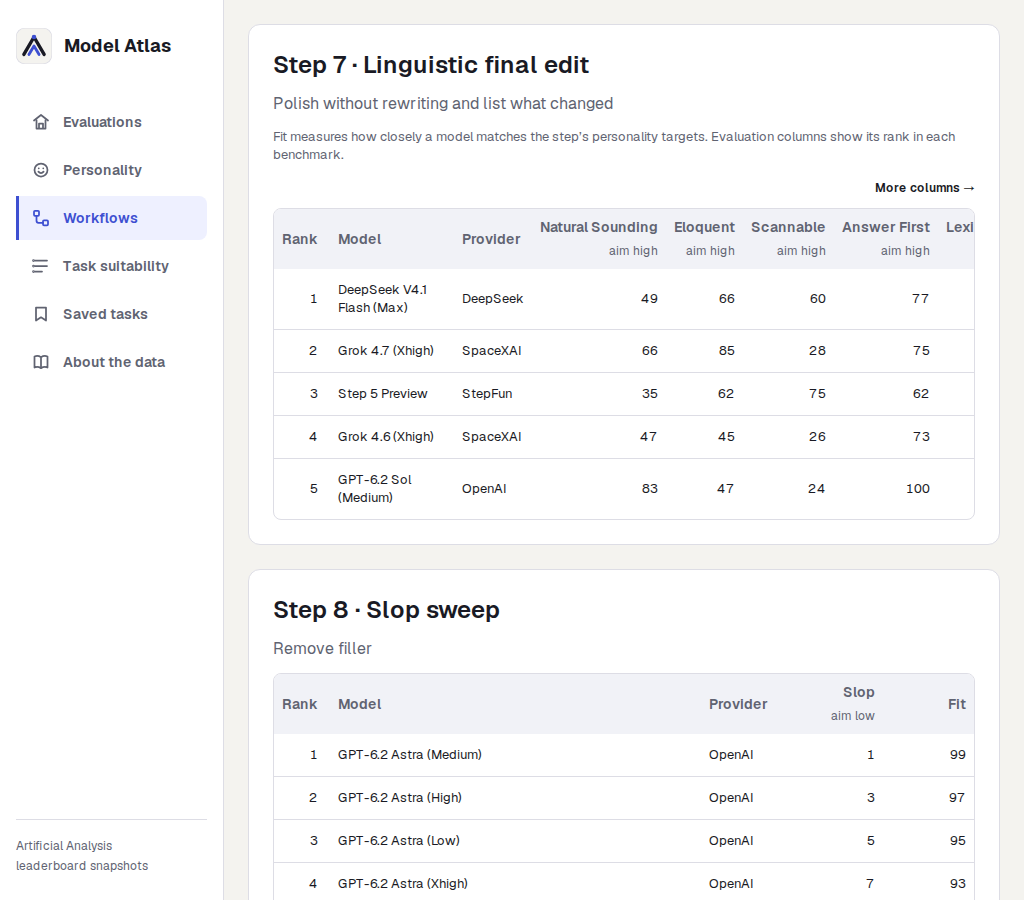 Model Atlas
Evaluations
Personality
Workflows
Task suitability
Saved tasks
About the data
Artificial Analysis
leaderboard snapshots
Step 7 · Linguistic final edit
Polish without rewriting and list what changed
Fit measures how closely a model matches the step's personality targets. Evaluation columns show its rank in each
benchmark.
More columns →
Rank Model Provider Natural Sounding aim high Eloquent aim high Scannable aim high Answer First aim high Lexi
1 DeepSeek V4.1 Flash (Max) DeepSeek 49 66 60 77
2 Grok 4.7 (Xhigh) SpaceXAI 66 85 28 75
3 Step 5 Preview StepFun 35 62 75 62
4 Grok 4.6 (Xhigh) SpaceXAI 47 45 26 73
5 GPT-6.2 Sol (Medium) OpenAI 83 47 24 100
Step 8 · Slop sweep
Remove filler
Rank Model Provider Slop aim low Fit
1 GPT-6.2 Astra (Medium) OpenAI 1 99
2 GPT-6.2 Astra (High) OpenAI 3 97
3 GPT-6.2 Astra (Low) OpenAI 5 95
4 GPT-6.2 Astra (Xhigh) OpenAI 7 93